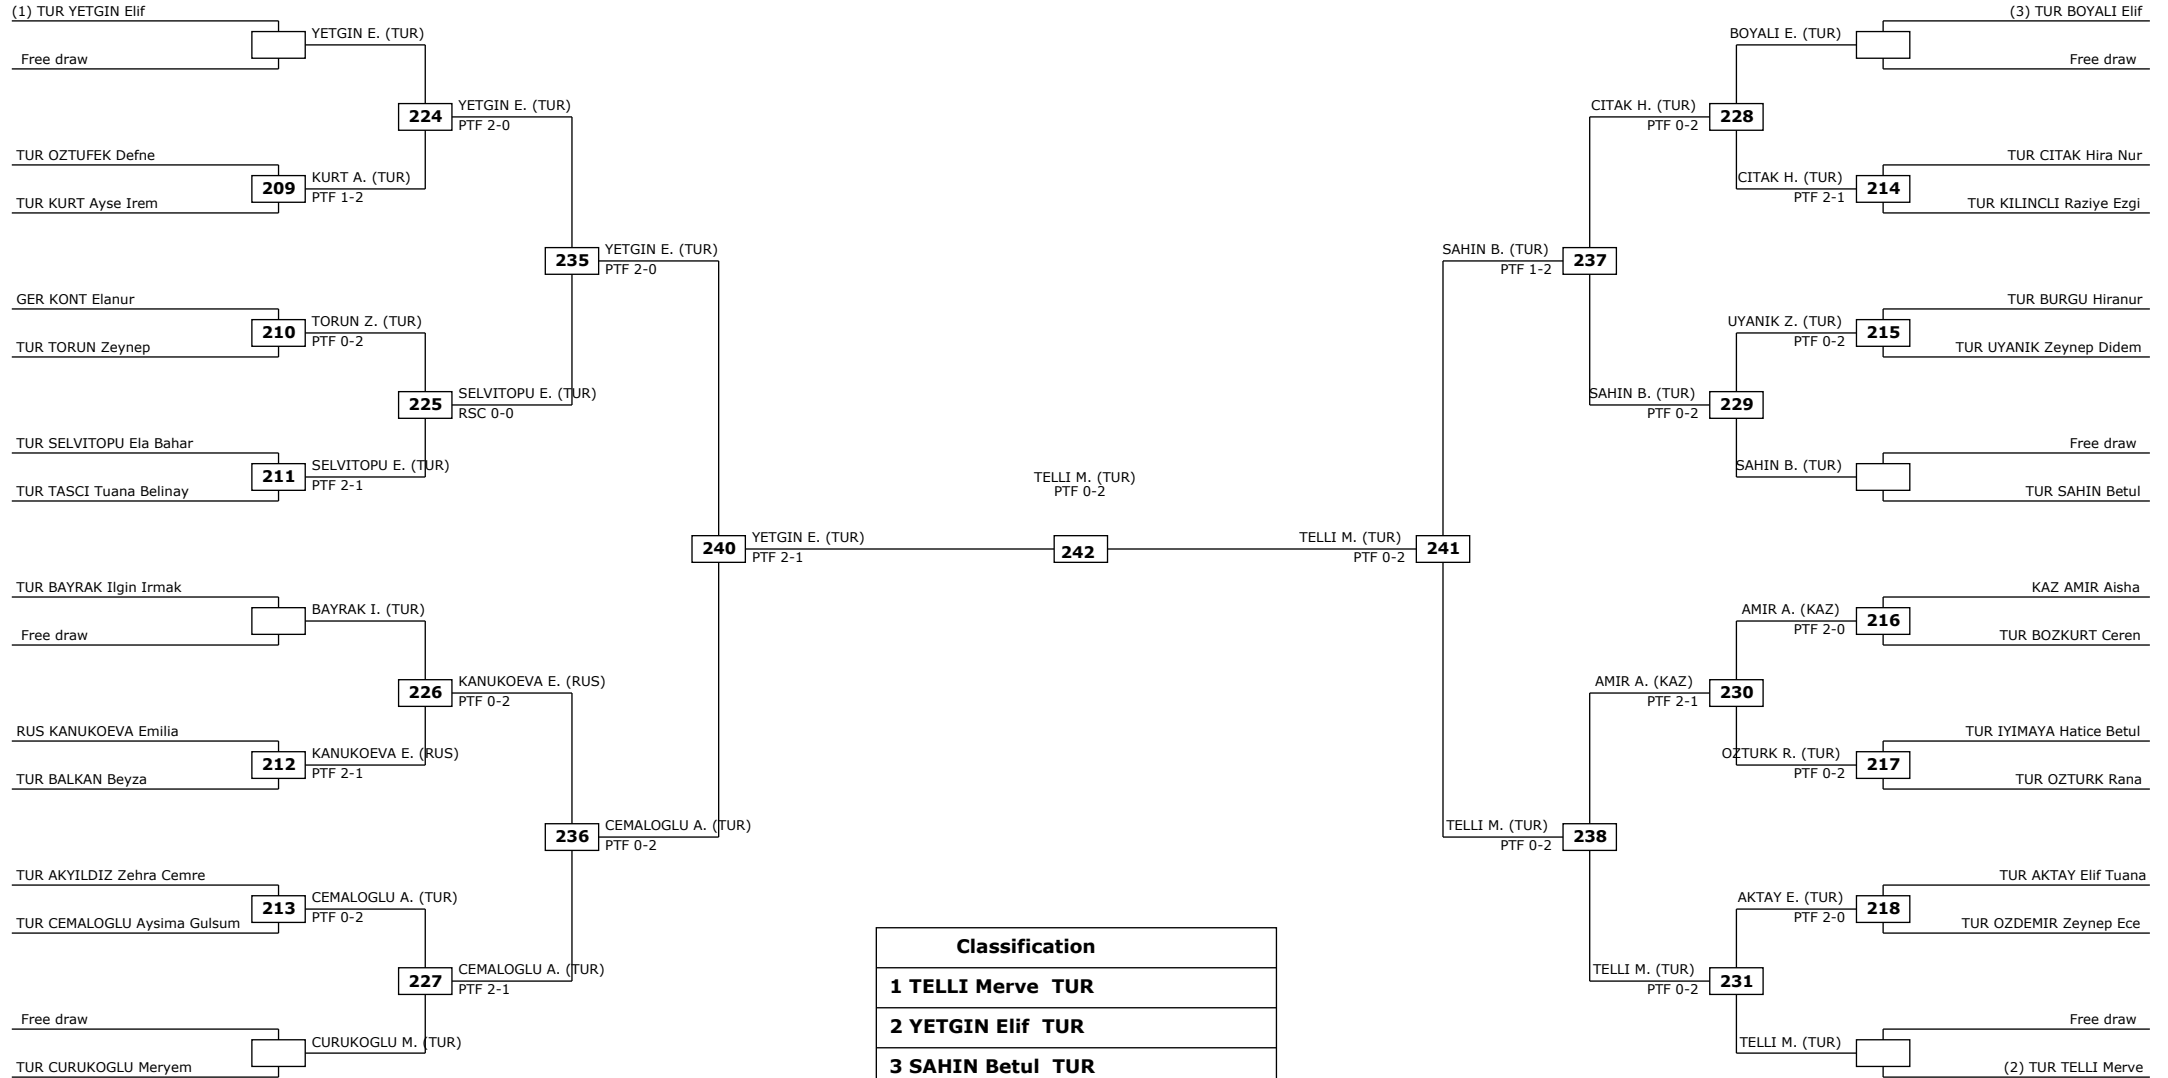 (1) TUR YETGIN Elif
Free draw
YETGIN E. (TUR)
224
YETGIN E. (TUR)
PTF 2-0
TUR OZTUFEK Defne
TUR KURT Ayse Irem
209
KURT A. (TUR)
PTF 1-2
235
YETGIN E. (TUR)
PTF 2-0
GER KONT Elanur
TUR TORUN Zeynep
210
TORUN Z. (TUR)
PTF 0-2
225
SELVITOPU E. (TUR)
RSC 0-0
TUR SELVITOPU Ela Bahar
TUR TASCI Tuana Belinay
211
SELVITOPU E. (TUR)
PTF 2-1
240
YETGIN E. (TUR)
PTF 2-1
TUR BAYRAK Ilgin Irmak
Free draw
BAYRAK I. (TUR)
226
KANUKOEVA E. (RUS)
PTF 0-2
RUS KANUKOEVA Emilia
TUR BALKAN Beyza
212
KANUKOEVA E. (RUS)
PTF 2-1
236
CEMALOGLU A. (TUR)
PTF 0-2
TUR AKYILDIZ Zehra Cemre
TUR CEMALOGLU Aysima Gulsum
213
CEMALOGLU A. (TUR)
PTF 0-2
227
CEMALOGLU A. (TUR)
PTF 2-1
Free draw
TUR CURUKOGLU Meryem
CURUKOGLU M. (TUR)
TELLI M. (TUR)
PTF 0-2
242
(3) TUR BOYALI Elif
Free draw
BOYALI E. (TUR)
CITAK H. (TUR)
PTF 0-2
228
TUR CITAK Hira Nur
TUR KILINCLI Raziye Ezgi
CITAK H. (TUR)
PTF 2-1
214
SAHIN B. (TUR)
PTF 1-2
237
TUR BURGU Hiranur
TUR UYANIK Zeynep Didem
UYANIK Z. (TUR)
PTF 0-2
215
SAHIN B. (TUR)
PTF 0-2
229
Free draw
TUR SAHIN Betul
SAHIN B. (TUR)
TELLI M. (TUR)
PTF 0-2
241
KAZ AMIR Aisha
TUR BOZKURT Ceren
AMIR A. (KAZ)
PTF 2-0
216
AMIR A. (KAZ)
PTF 2-1
230
TUR IYIMAYA Hatice Betul
TUR OZTURK Rana
OZTURK R. (TUR)
PTF 0-2
217
TELLI M. (TUR)
PTF 0-2
238
TUR AKTAY Elif Tuana
TUR OZDEMIR Zeynep Ece
AKTAY E. (TUR)
PTF 2-0
218
TELLI M. (TUR)
PTF 0-2
231
Free draw
(2) TUR TELLI Merve
TELLI M. (TUR)
Classification
1 TELLI Merve TUR
2 YETGIN Elif TUR
3 SAHIN Betul TUR